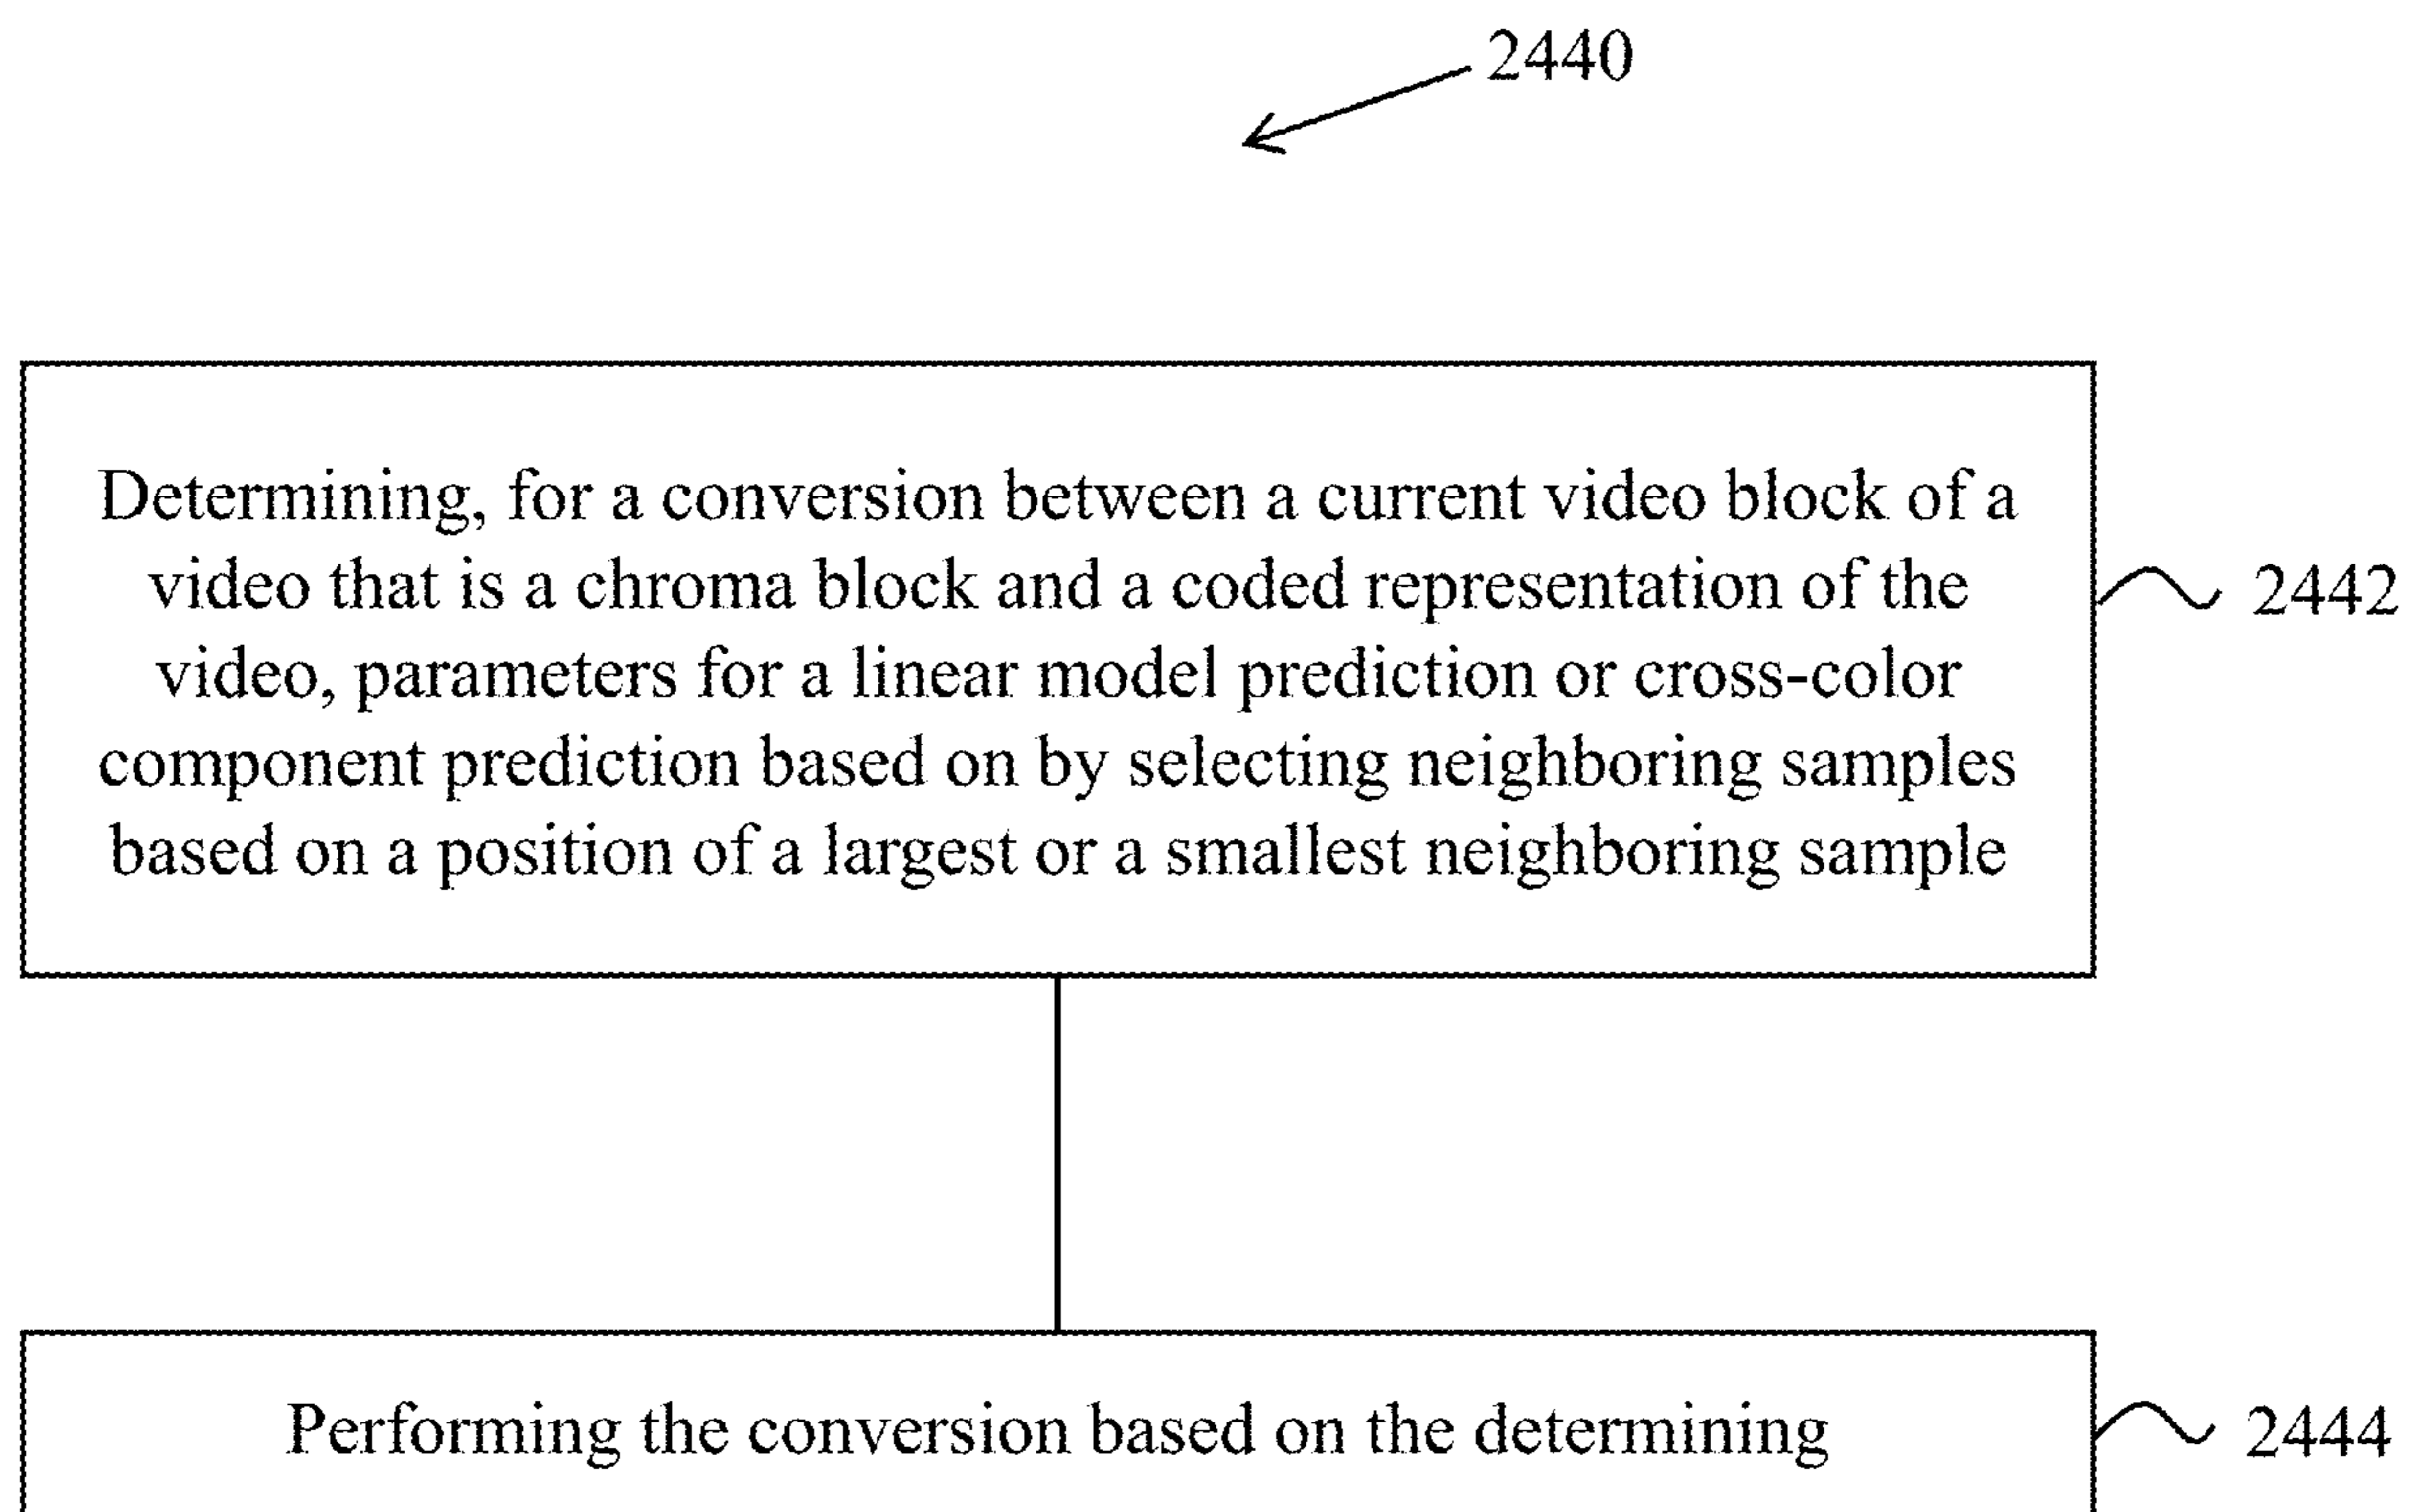 2440
Determining, for a conversion between a current video block of a
video that is a chroma block and a coded representation of the
video, parameters for a linear model prediction or cross-color
component prediction based on by selecting neighboring samples
based on a position of a largest or a smallest neighboring sample
2442
Performing the conversion based on the determining
2444